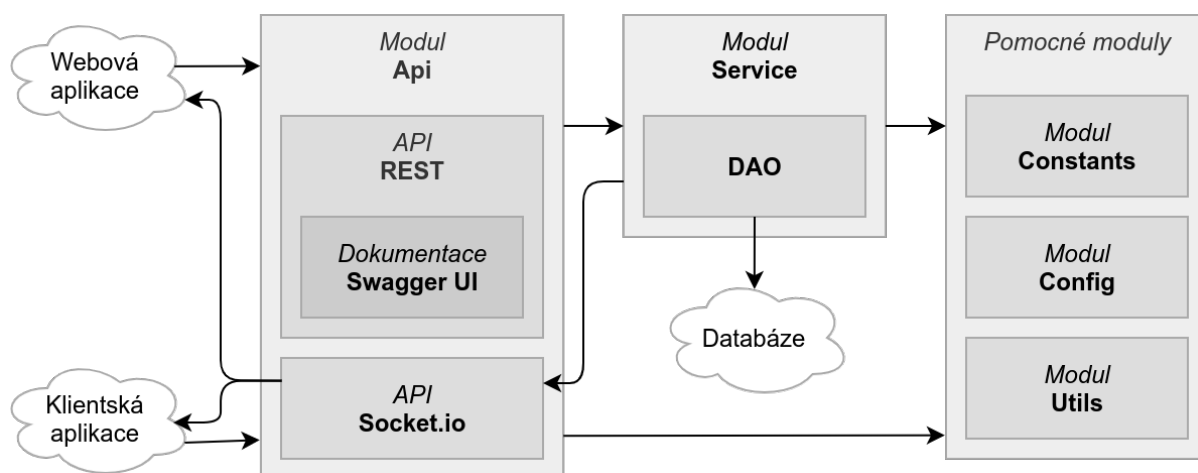 Webová
aplikace
Klientská
aplikace
Modul
Api
API
REST
Dokumentace
Swagger UI
API
Socket.io
Modul
Service
DAO
Databáze
Pomocné moduly
Modul
Constants
Modul
Config
Modul
Utils